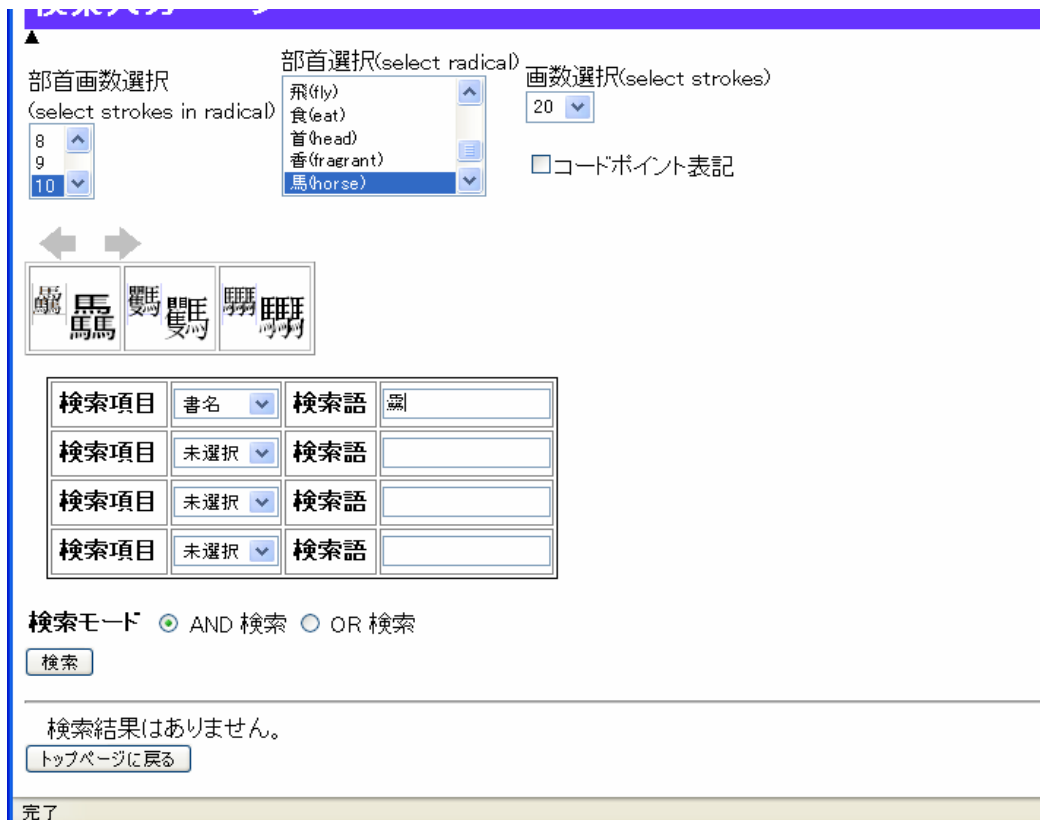 ▲
部首画数選択
(select strokes in radical)
8
9
10
部首選択(select radical)
飛(fly)
食(eat)
首(head)
香(fragrant)
馬(horse)
画数選択(select strokes)
20
コードポイント表記
驫
検索項目 書名 検索語 驫
検索項目 未選択 検索語
検索項目 未選択 検索語
検索項目 未選択 検索語
検索モード AND 検索 OR 検索
検索
検索結果はありません。
トップページに戻る
完了